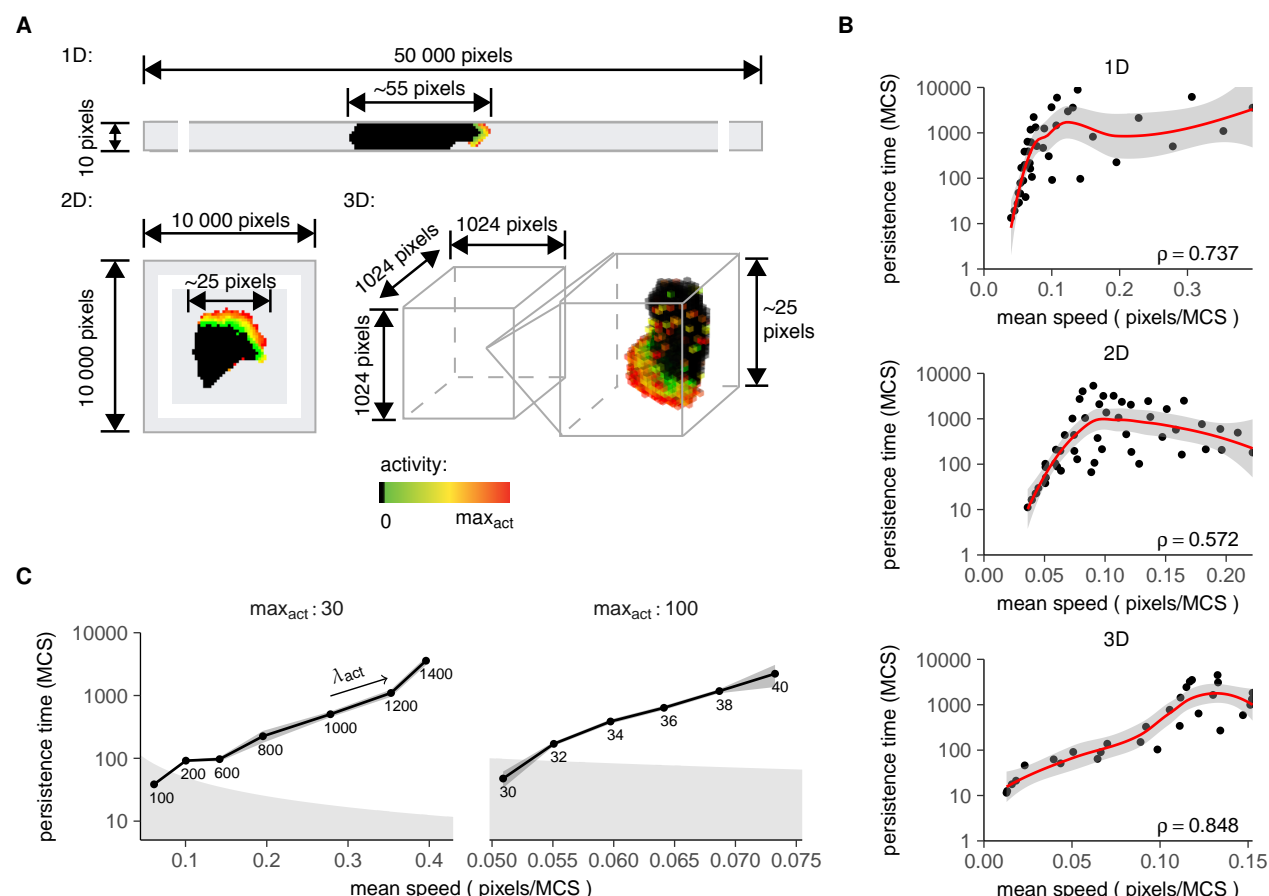 A
1D:
50 000 pixels
~55 pixels
10 pixels
2D:
10 000 pixels
~25 pixels
10 000 pixels
3D:
1024 pixels
1024 pixels
1024 pixels
~25
pixels
activity:
0
max_act
B
1D
persistence time (MCS)
10000
1000
100
10
1
ρ = 0.737
0.0
0.1
0.2
0.3
mean speed ( pixels/MCS )
2D
persistence time (MCS)
10000
1000
100
10
1
ρ = 0.572
0.00
0.05
0.10
0.15
0.20
mean speed ( pixels/MCS )
3D
persistence time (MCS)
10000
1000
100
10
1
ρ = 0.848
0.00
0.05
0.10
0.15
mean speed ( pixels/MCS )
C
max_act : 30
persistence time (MCS)
10000
1000
100
10
λ_act
100
200
600
800
1000
1200
1400
0.1
0.2
0.3
0.4
max_act : 100
30
32
34
36
38
40
0.050
0.055
0.060
0.065
0.070
0.075
mean speed ( pixels/MCS )